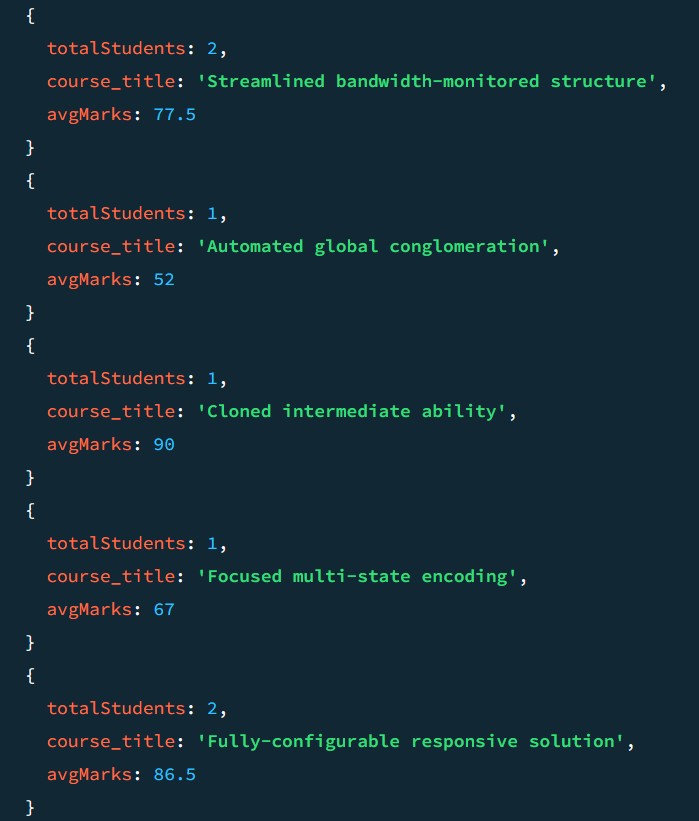 {
totalStudents: 2,
course_title: 'Streamlined bandwidth-monitored structure',
avgMarks: 77.5
}
{
totalStudents: 1,
course_title: 'Automated global conglomeration',
avgMarks: 52
}
{
totalStudents: 1,
course_title: 'Cloned intermediate ability',
avgMarks: 90
}
{
totalStudents: 1,
course_title: 'Focused multi-state encoding',
avgMarks: 67
}
{
totalStudents: 2,
course_title: 'Fully-configurable responsive solution',
avgMarks: 86.5
}